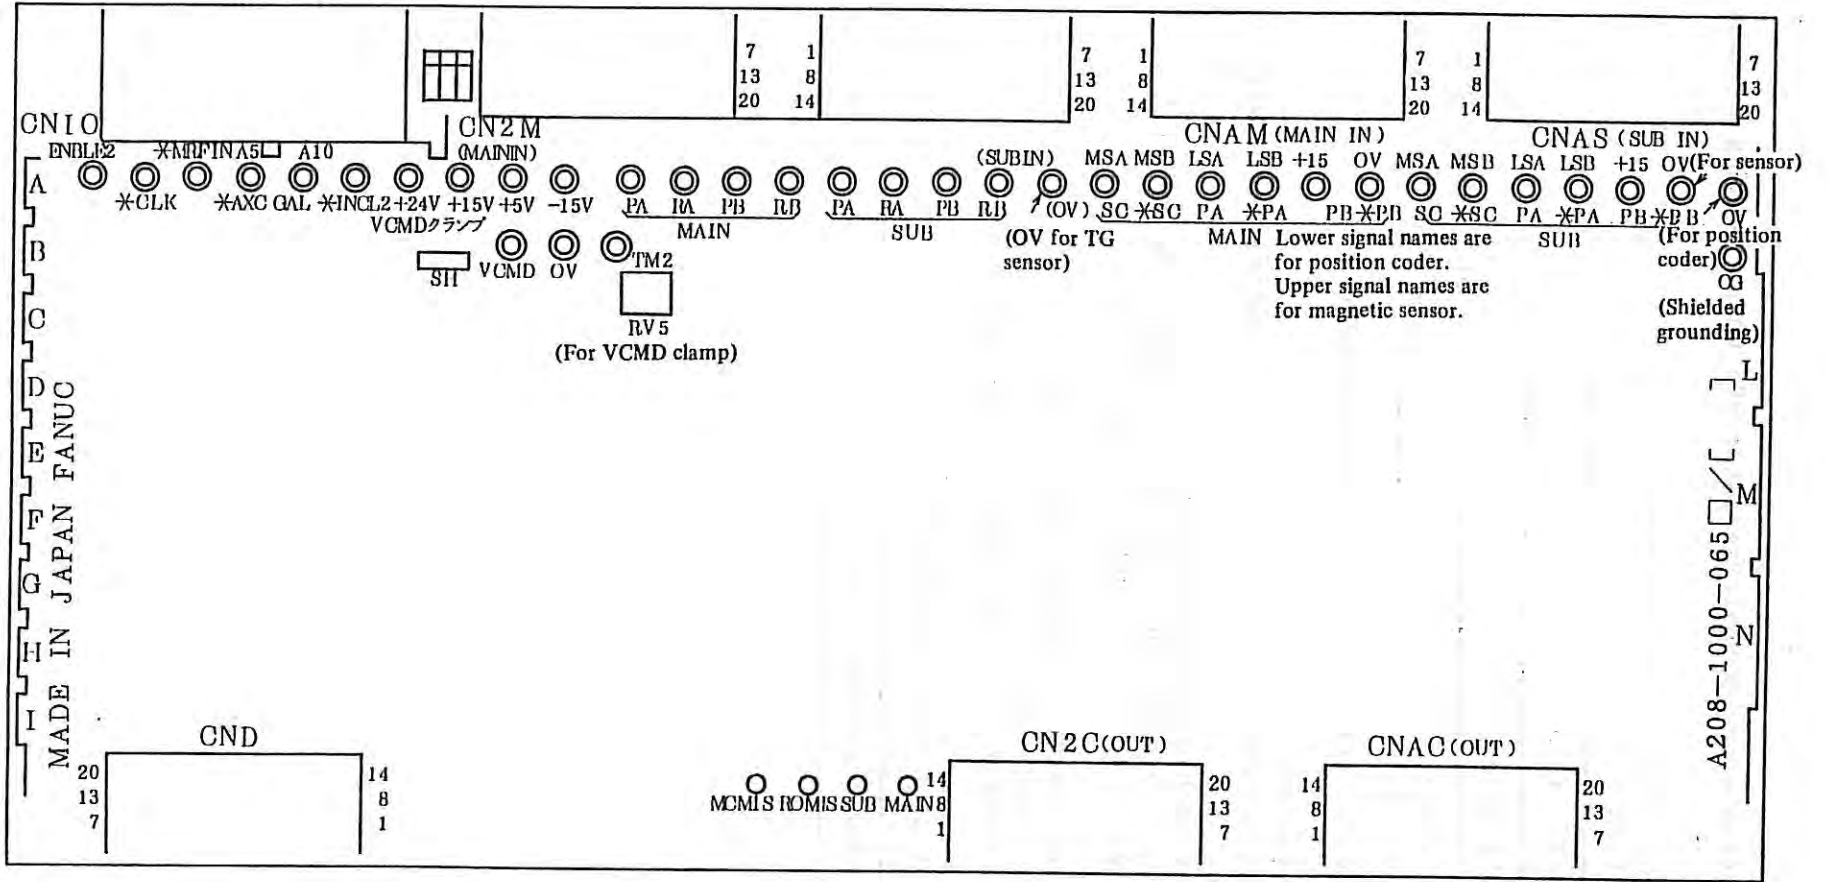 7 1 7 1 7 1 7
13 8 13 8 13 8 13
20 14 20 14 20 14 20
CNIO CN2M CNAM (MAIN IN) CNAS (SUB IN)
ENBLE2 *MRFIN A5 A10 (MAININ) (SUBIN) MSA MSB LSA LSB +15 OV MSA MSB LSA LSB +15 OV(For sensor)
A
*CLK *AXC GAL *INCL2 +24V +15V +5V -15V PA RA PB RB PA RA PB RB (OV) SC *SC PA *PA PB *PB SC *SC PA *PA PB *PB OV
VCMDクランプ MAIN SUB (OV for TG sensor) MAIN SUB (For position coder)
Lower signal names are
for position coder.
Upper signal names are
for magnetic sensor.
B
SH VCMD OV TM2
(Shielded
grounding)
C
RV5
(For VCMD clamp)
D
E
F
G
H
I
MADE IN JAPAN FANUC
L
M
N
A208-1000-065□/
CND CN2C(OUT) CNAC(OUT)
20 14 14 20 14 20
13 8 8 13 8 13
7 1 1 7 1 7
MCMIS ROMIS SUB MAIN